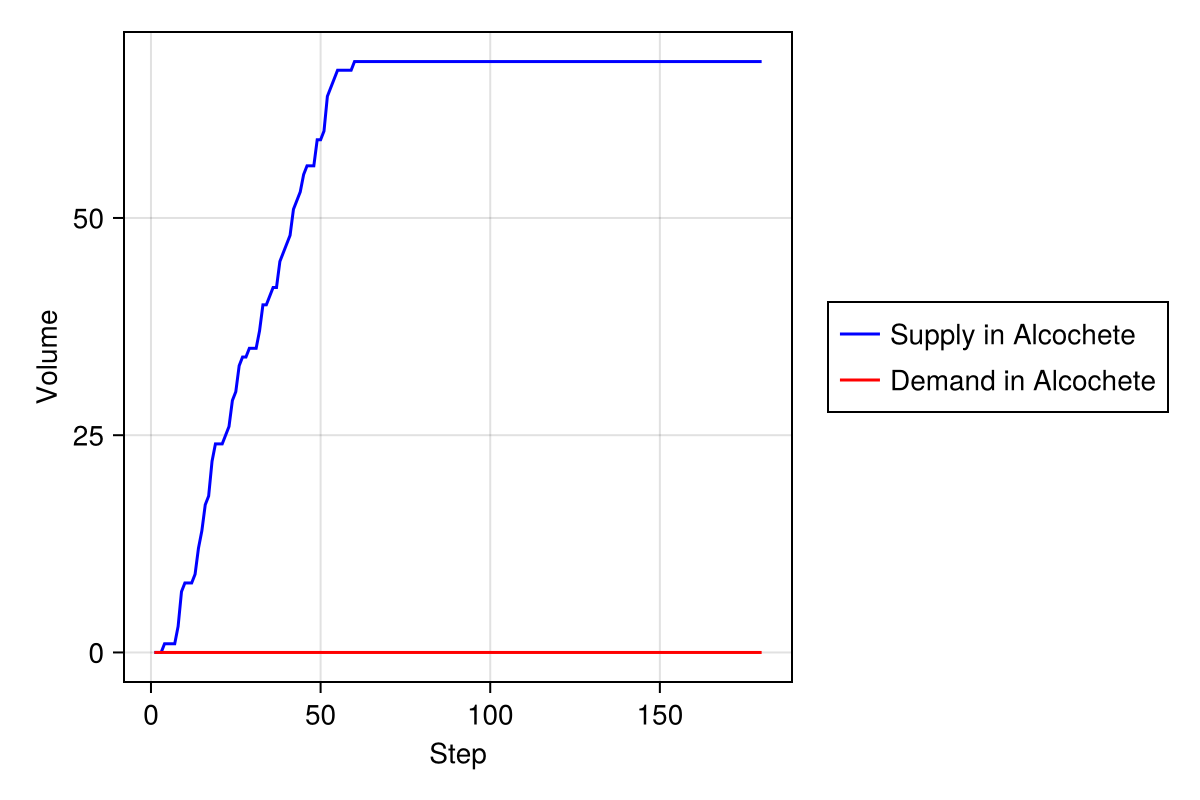 50
25
0
Volume
0 50 100 150
Step
Supply in Alcochete
Demand in Alcochete